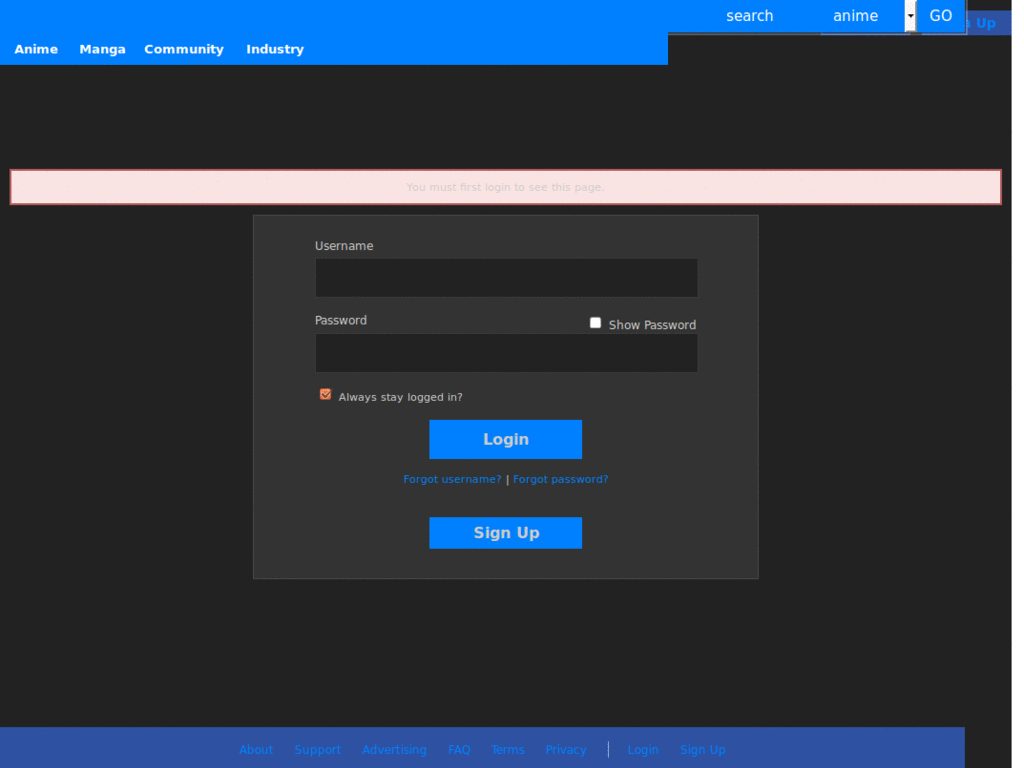 search anime GO Up
Anime Manga Community Industry
You must first login to see this page.
Username
Password Show Password
Always stay logged in?
Login
Forgot username? | Forgot password?
Sign Up
About Support Advertising FAQ Terms Privacy Login Sign Up